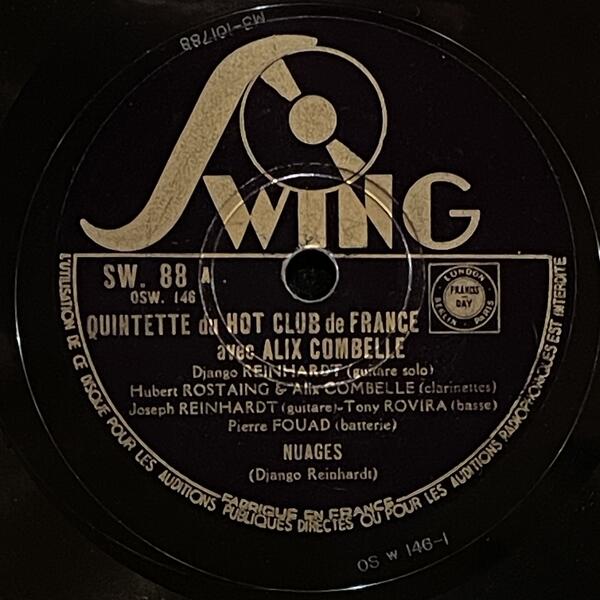 M3-101788
SWING
SW. 88 A
OSW. 146
LONDON
FRANCIS
DAY
BERLIN PARIS
QUINTETTE du HOT CLUB de FRANCE
avec ALIX COMBELLE
Django REINHARDT (guitare solo)
Hubert ROSTAING & Alix COMBELLE (clarinettes)
Joseph REINHARDT (guitare)-Tony ROVIRA (basse)
Pierre FOUAD (batterie)
NUAGES
(Django Reinhardt)
FABRIQUÉ EN FRANCE
L'UTILISATION DE CE DISQUE POUR LES AUDITIONS PUBLIQUES DIRECTES OU POUR LES AUDITIONS RADIOPHONIQUES EST INTERDITE
OS W 146-1